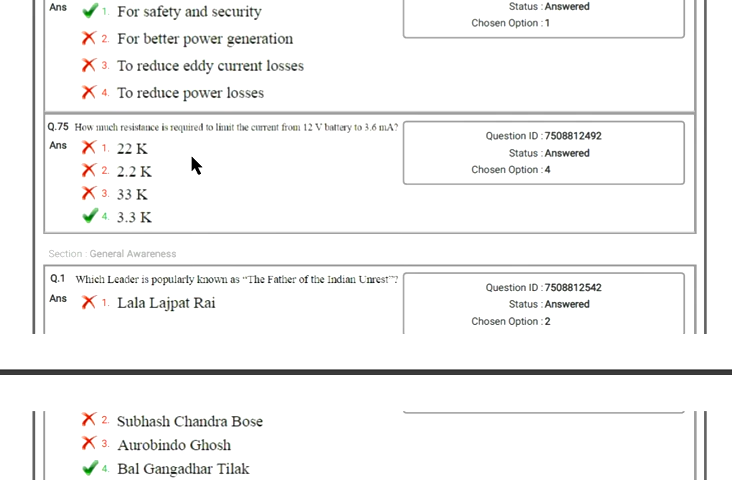 Ans
1. For safety and security
2. For better power generation
3. To reduce eddy current losses
4. To reduce power losses
Status : Answered
Chosen Option : 1
Q.75 How much resistance is required to limit the current from 12 V battery to 3.6 mA?
Ans
1. 22 K
2. 2.2 K
3. 33 K
4. 3.3 K
Question ID : 7508812492
Status : Answered
Chosen Option : 4
Section : General Awareness
Q.1 Which Leader is popularly known as “The Father of the Indian Unrest”?
Ans
1. Lala Lajpat Rai
Question ID : 7508812542
Status : Answered
Chosen Option : 2
2. Subhash Chandra Bose
3. Aurobindo Ghosh
4. Bal Gangadhar Tilak